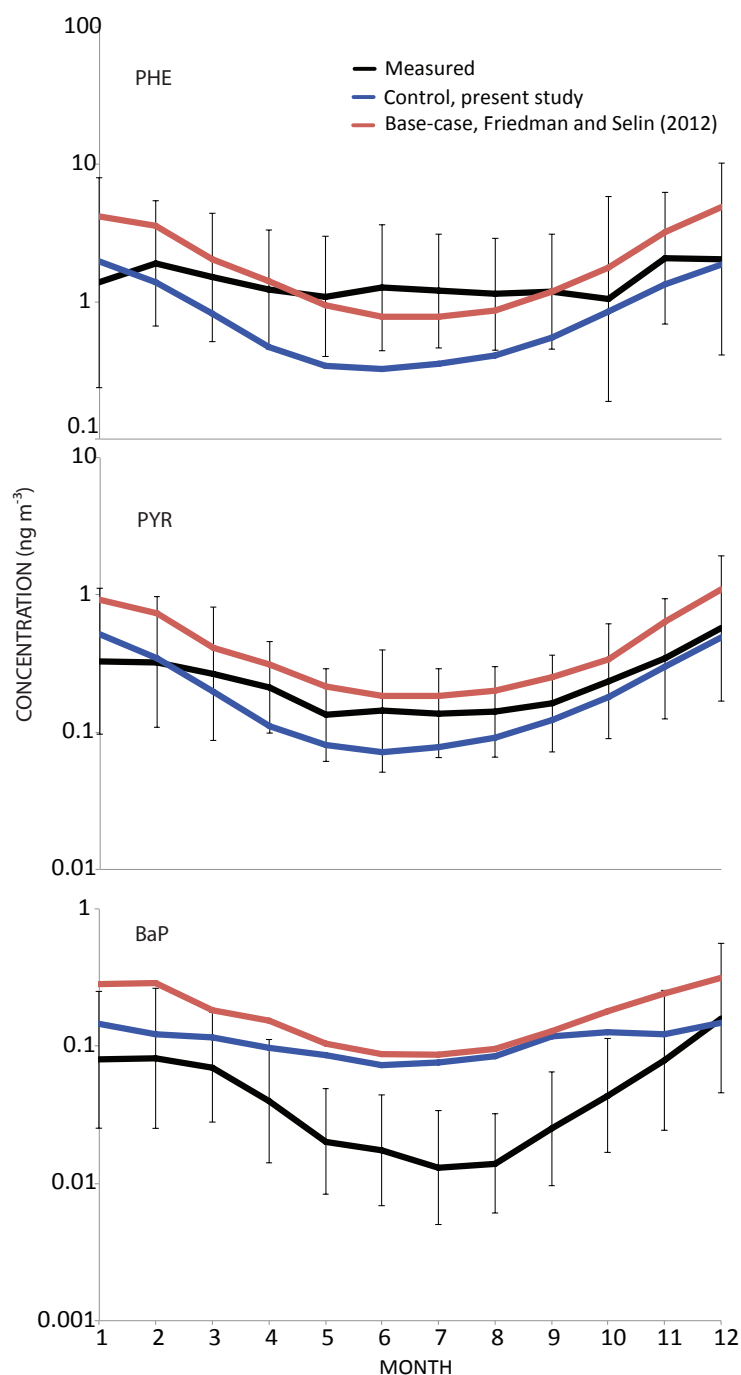 100
PHE
Measured
Control, present study
Base-case, Friedman and Selin (2012)
10
1
0.1
10
PYR
1
0.1
0.01
CONCENTRATION (ng m⁻³)
1
BaP
0.1
0.01
0.001
1 2 3 4 5 6 7 8 9 10 11 12
MONTH